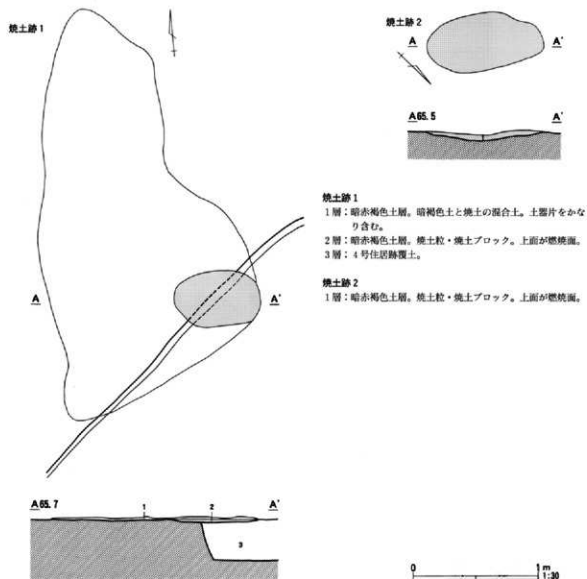 焼土跡1
焼土跡2
A
A'
A65.5
A'
焼土跡1
1層；暗赤褐色土層。暗褐色土と焼土の混合土。土器片をかな
り含む。
2層；暗赤褐色土層。焼土粒・焼土ブロック。上面が燃焼面。
3層；4号住居跡覆土。
焼土跡2
1層；暗赤褐色土層。焼土粒・焼土ブロック。上面が燃焼面。
A
A'
A65.7
1
2
A'
3
0
1m
1:30